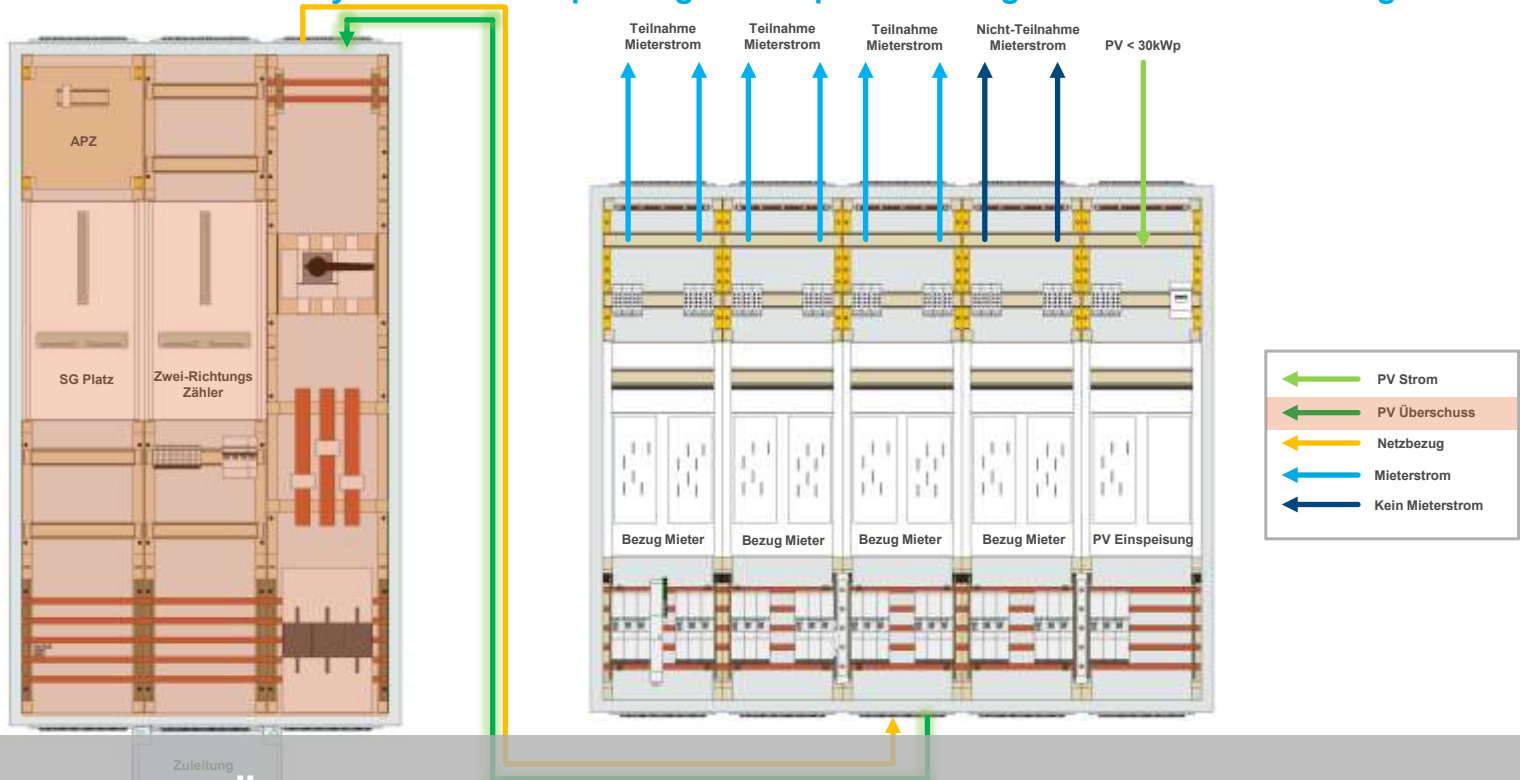 Teilnahme
Mieterstrom
Teilnahme
Mieterstrom
Teilnahme
Mieterstrom
Nicht-Teilnahme
Mieterstrom
PV < 30kWp
APZ
SG Platz
Zwei-Richtungs
Zähler
Bezug Mieter
Bezug Mieter
Bezug Mieter
Bezug Mieter
PV Einspeisung
PV Strom
PV Überschuss
Netzbezug
Mieterstrom
Kein Mieterstrom
Zuleitung